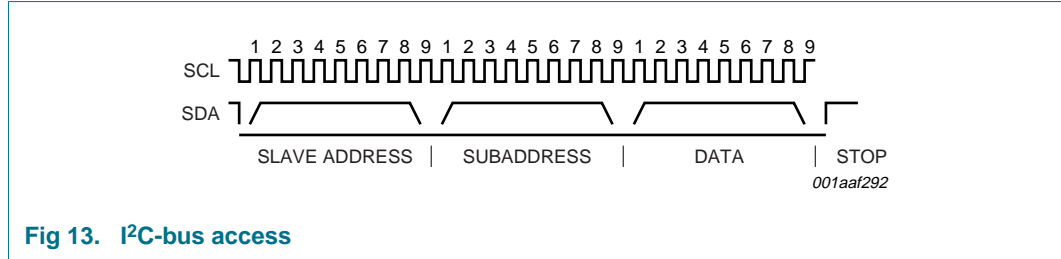 1 2 3 4 5 6 7 8 9 1 2 3 4 5 6 7 8 9 1 2 3 4 5 6 7 8 9
SCL
SDA
SLAVE ADDRESS | SUBADDRESS | DATA | STOP
001aaf292
Fig 13. I²C-bus access